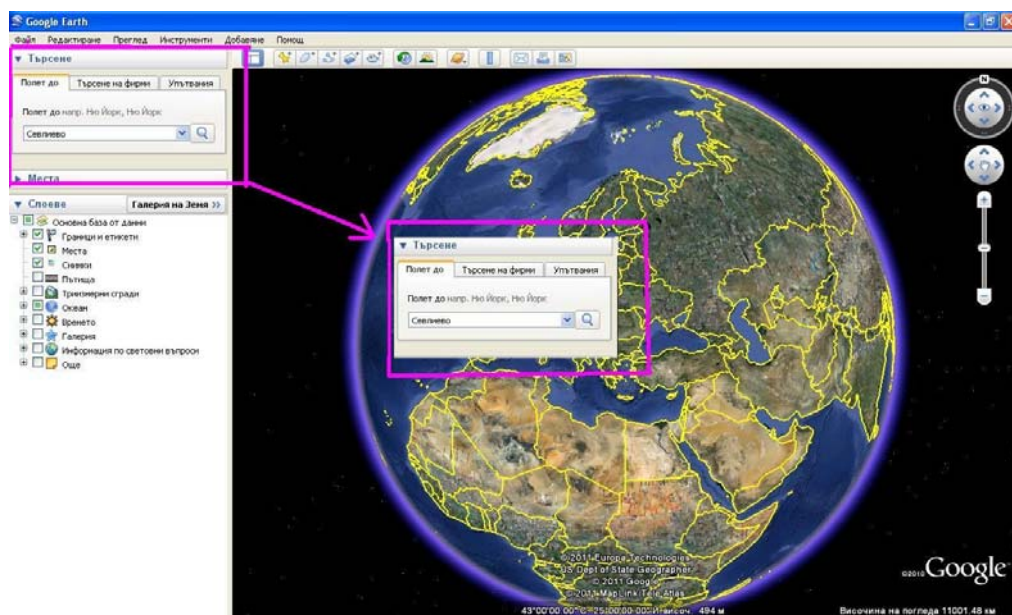 Google Earth
Файл Редактиране Преглед Инструменти Добавяне Помощ
Търсене
Полет до Търсене на фирми Упътвания
Полет до напр. Ню Йорк, Ню Йорк
Севлиево
Места
Слоеве Галерия на Земя >>
Основна база от данни
Граници и етикети
Места
Снимки
Пътища
Триизмерни сгради
Океан
Времето
Галерия
Информация по световни въпроси
Още
N
Търсене
Полет до Търсене на фирми Упътвания
Полет до напр. Ню Йорк, Ню Йорк
Севлиево
© 2011 Europa Technologies
US Dept of State Geographer
© 2011 Google
© 2011 MapLink/Tele Atlas
©2010 Google
494 м Височина на погледа 11001.48 км